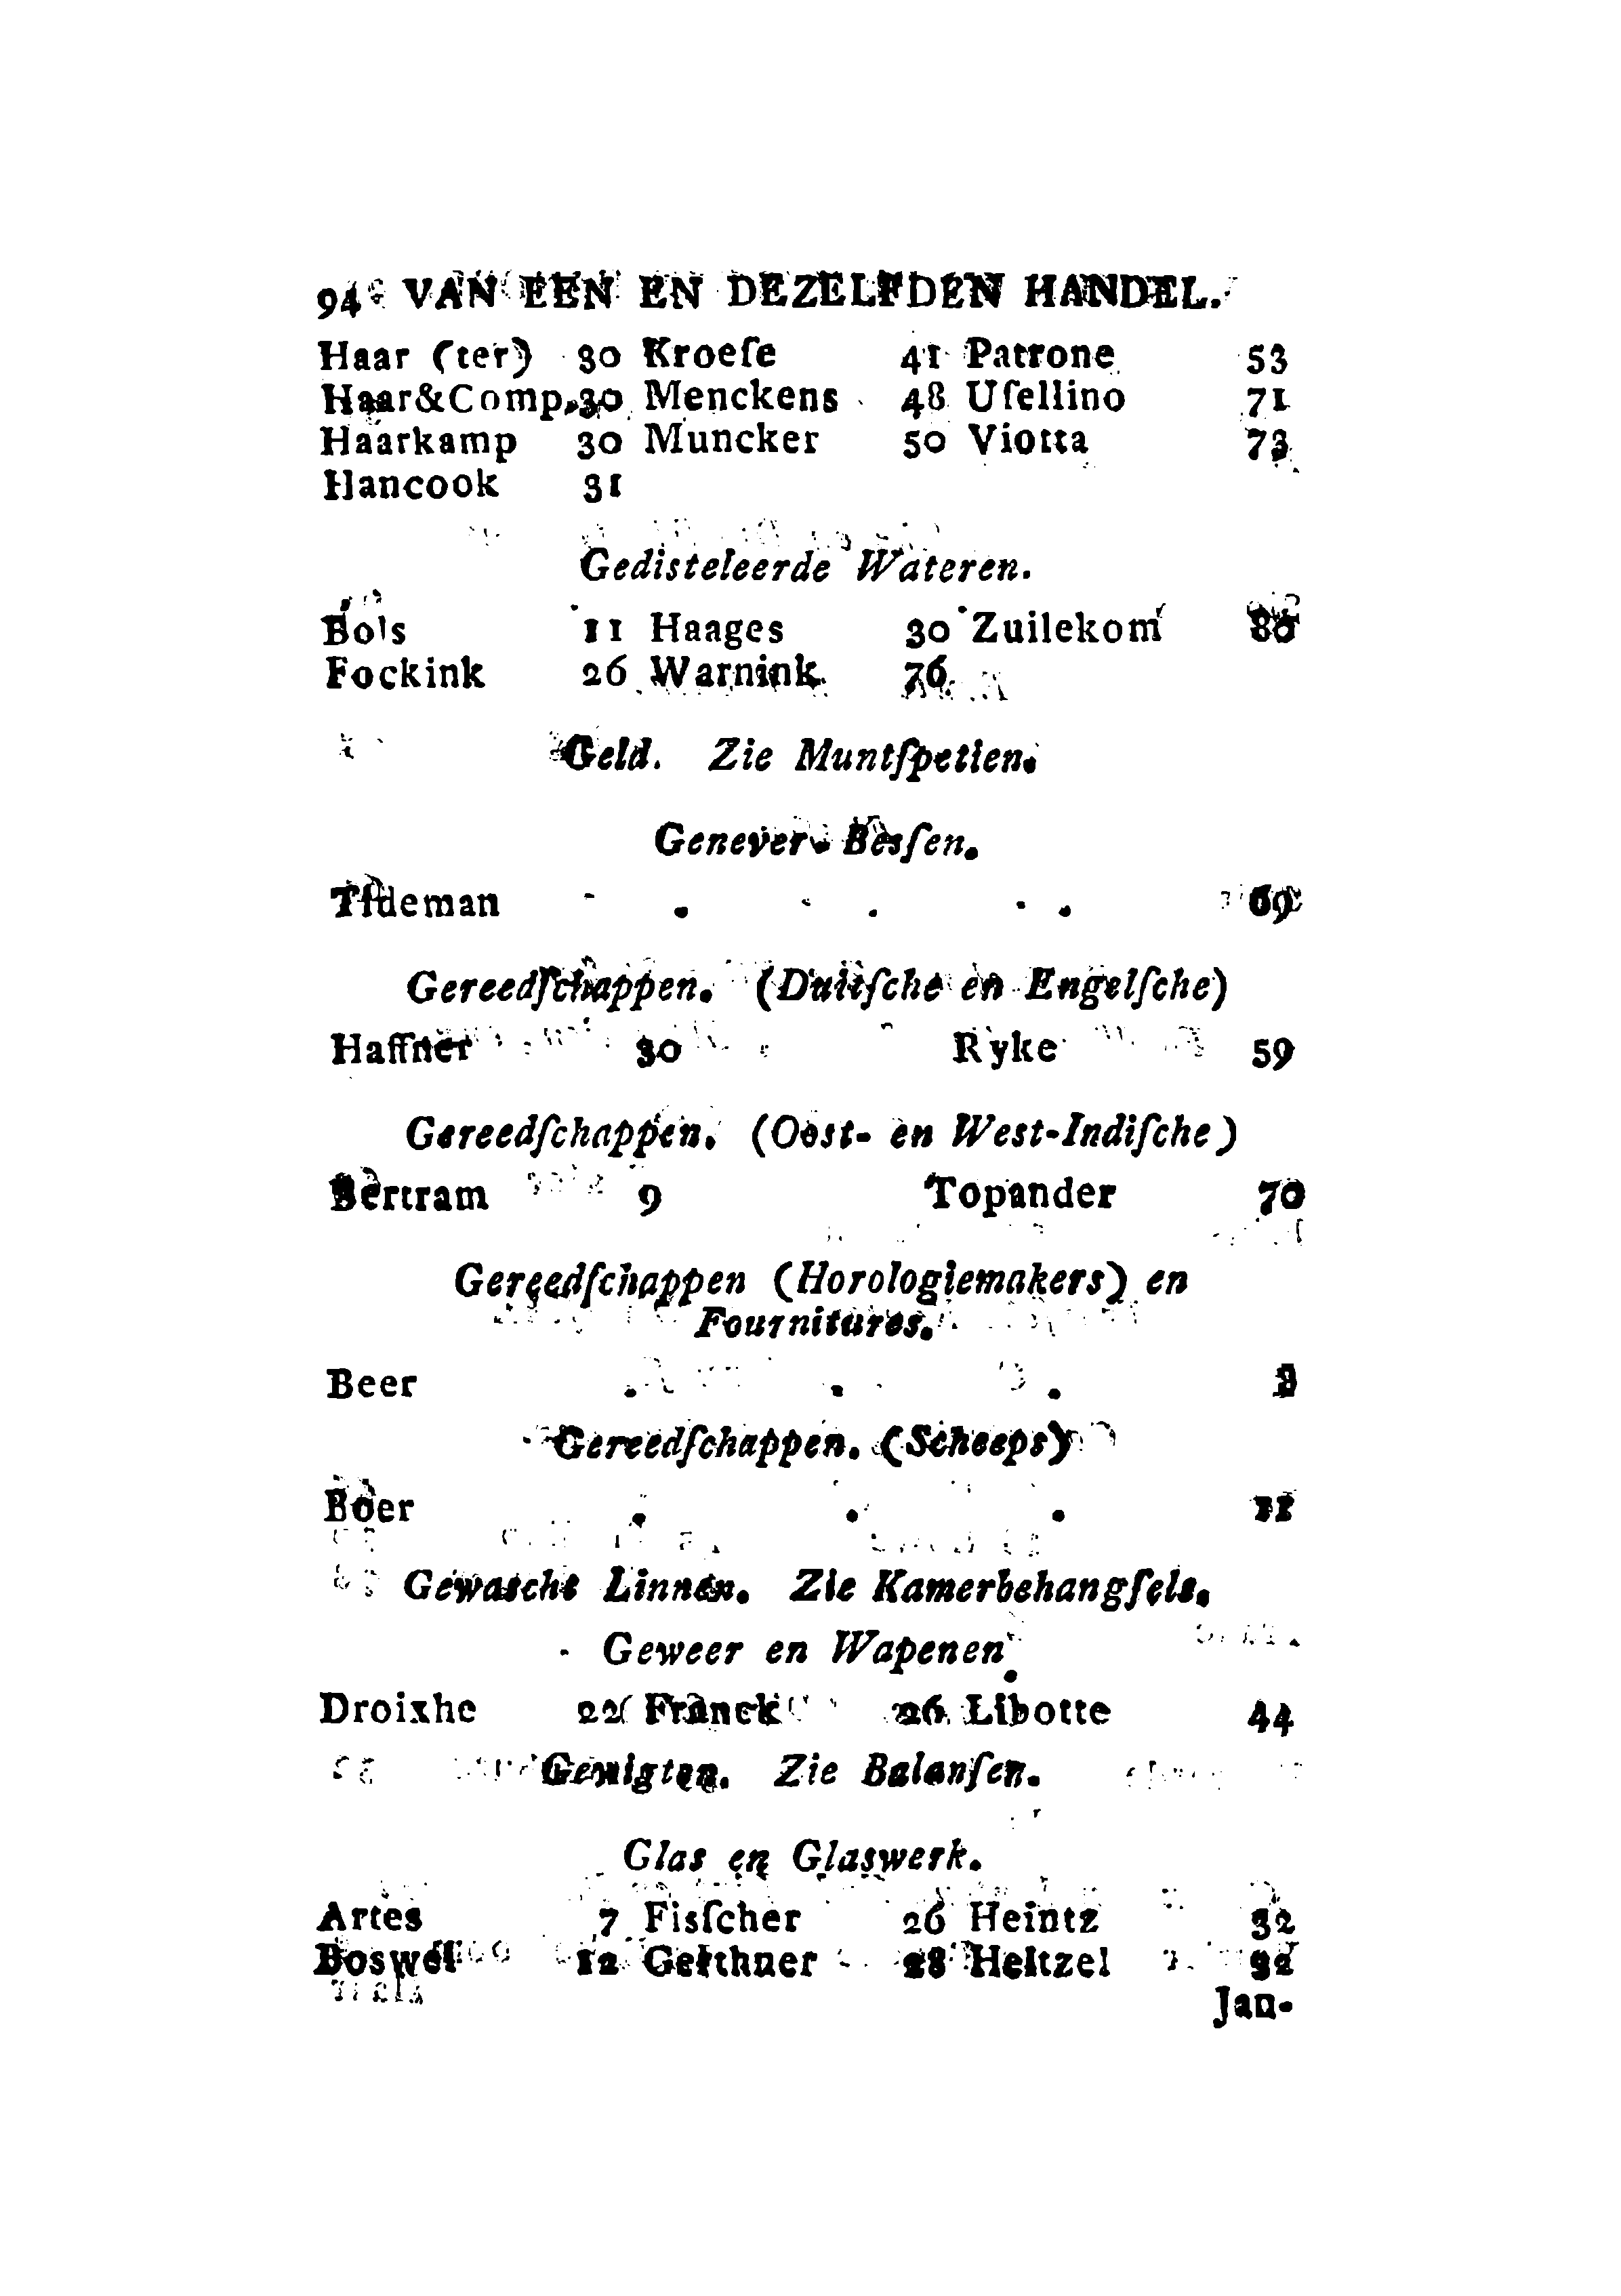 94 VAN EEN EN DEZELFDEN HANDEL.
Haar (ter) 30 Kroeſe 41 Patrone 53
Haar&Comp. 30 Menckens 48 Uſellino 71
Haarkamp 30 Muncker 50 Viotta 73
Hancook 31
Gedisteleerde Wateren.
Bols 11 Haages 30 Zuilekom 80
Fockink 26 Warnink 76
Geld. Zie Muntſpetien.
Genever- Besſen.
Tideman - . - . - . 69
Gereedſchappen. (Duitſche en Engelſche)
Haffner 30 Ryke 59
Gereedſchappen. (Oost- en West-Indiſche)
Bertram 9 Topander 70
Gereedſchappen (Horologiemakers) en
Fournitures.
Beer . . . 8
Gereedſchappen. (Scheeps)
Boer . . . 11
Gewascht Linnen. Zie Kamerbehangſels.
Geweer en Wapenen.
Droixhe 22 Franck 26 Libotte 44
Gewigten. Zie Balanſen.
Glas en Glaswerk.
Artes 7 Fisſcher 26 Heintz 32
Boswel 12 Gerthner 28 Heltzel 32
Jan-